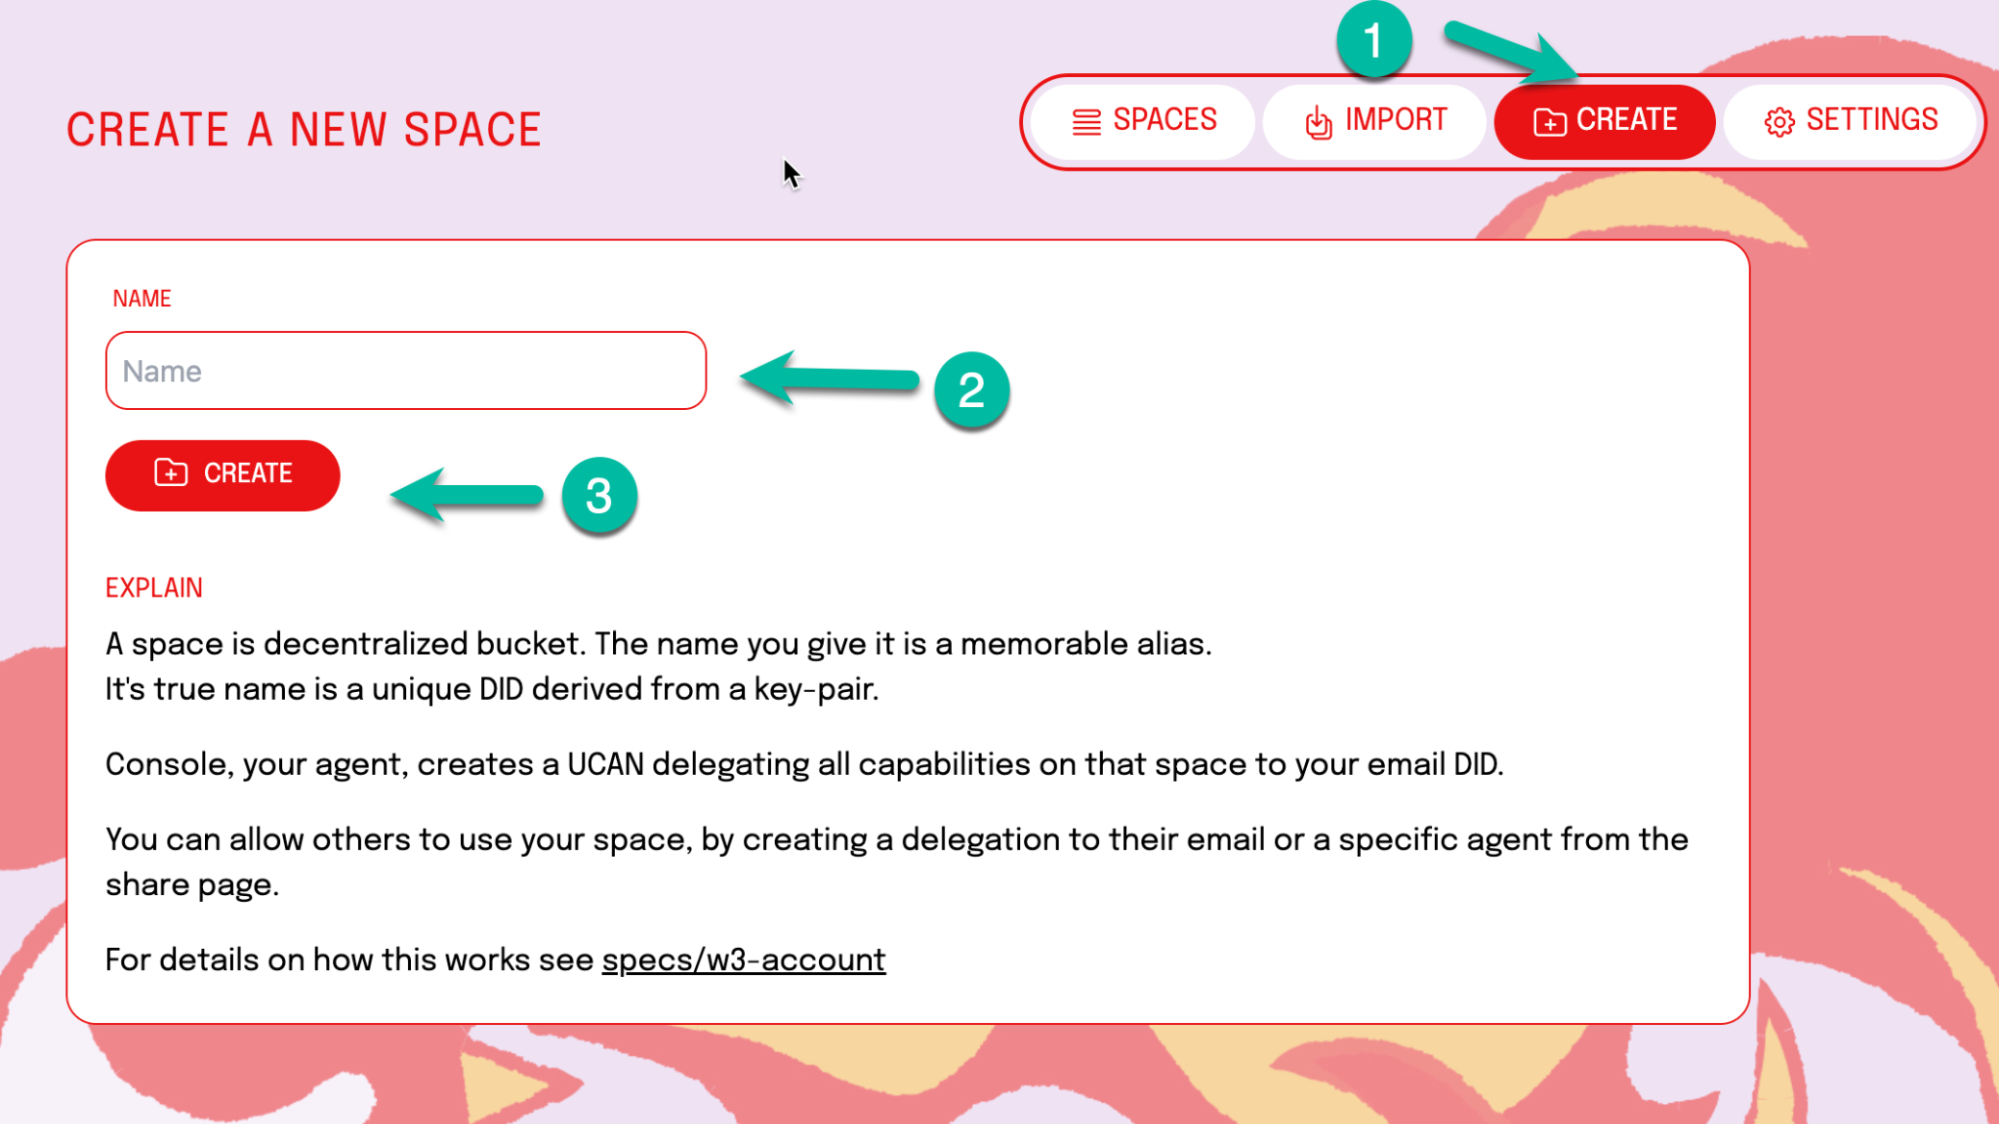 1
CREATE A NEW SPACE
SPACES
IMPORT
CREATE
SETTINGS
NAME
Name
2
CREATE
3
EXPLAIN
A space is decentralized bucket. The name you give it is a memorable alias.
It's true name is a unique DID derived from a key-pair.
Console, your agent, creates a UCAN delegating all capabilities on that space to your email DID.
You can allow others to use your space, by creating a delegation to their email or a specific agent from the
share page.
For details on how this works see specs/w3-account